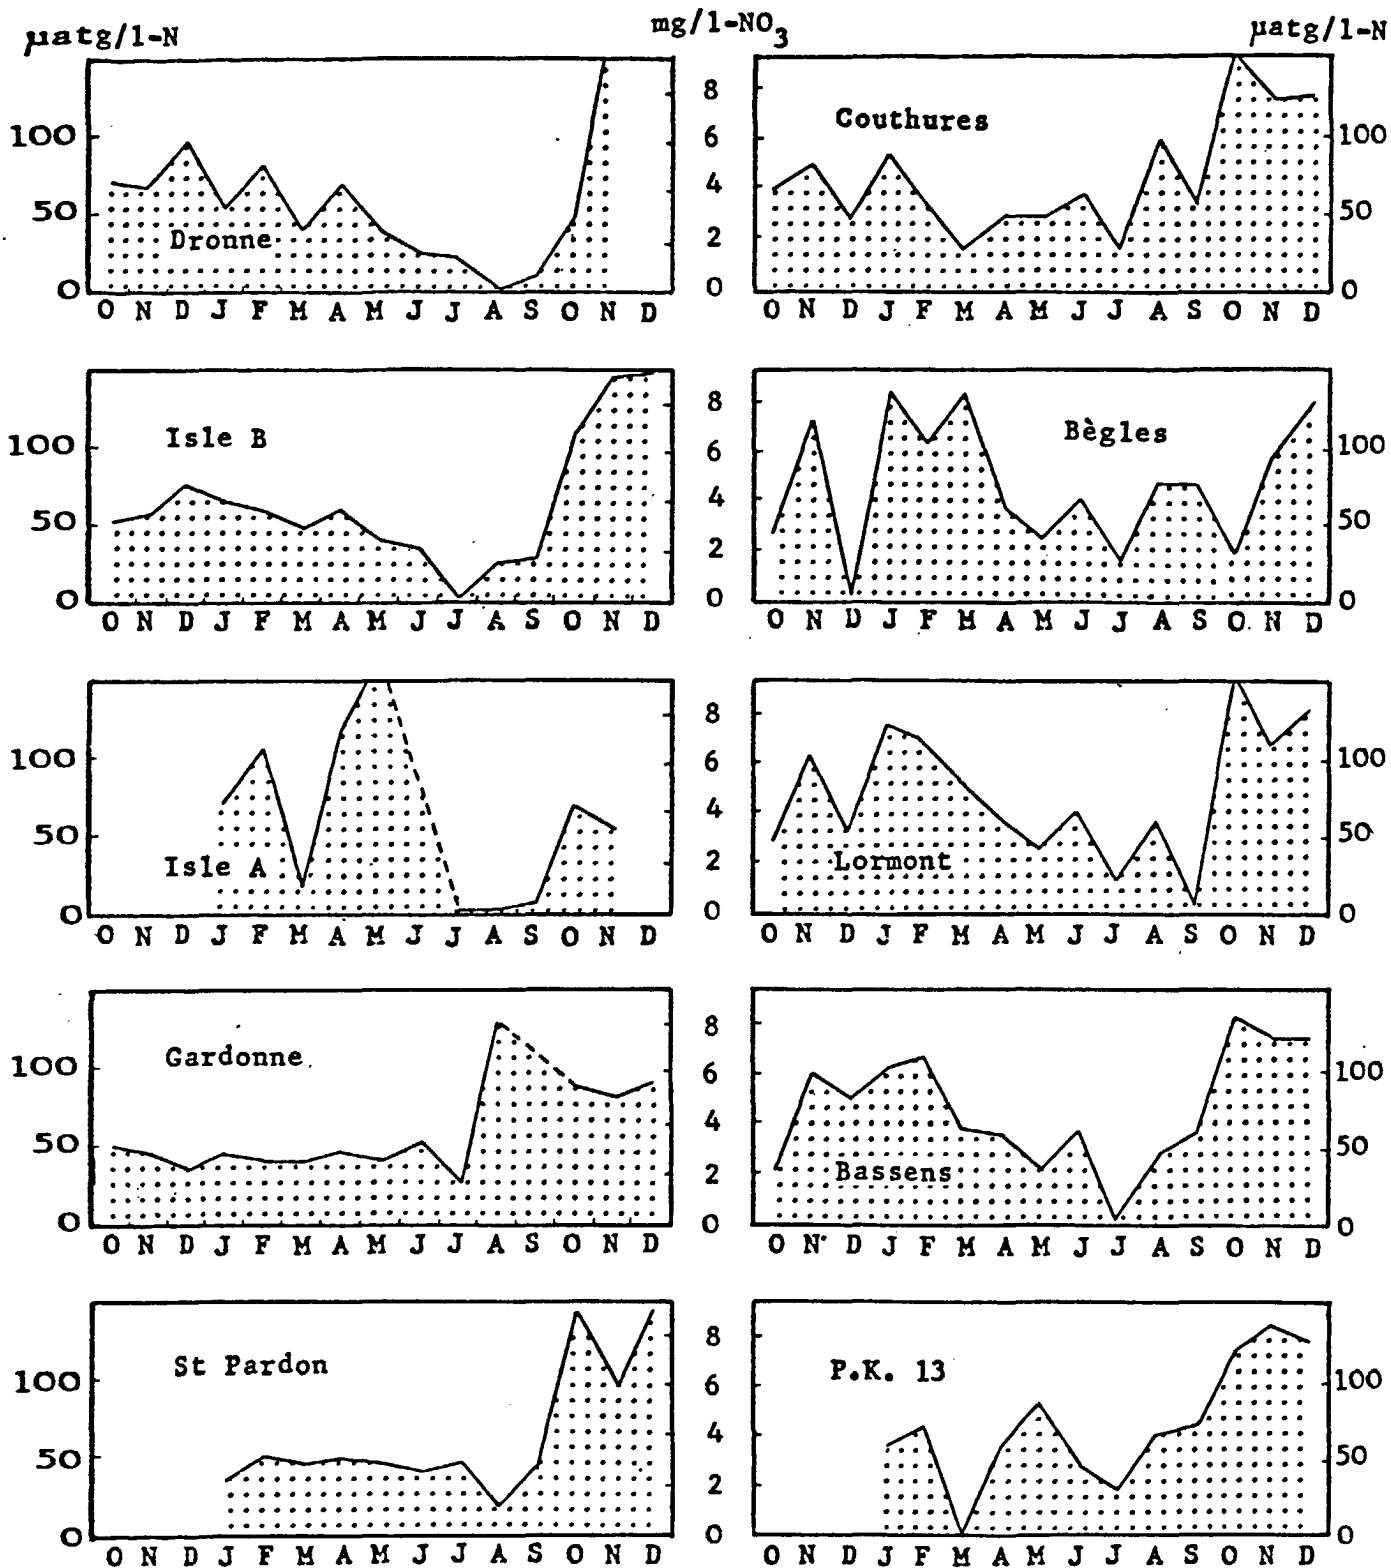 µatg/l-N
mg/l-NO3
µatg/l-N
100
50
0
Dronne
O N D J F M A M J J A S O N D
8
6
4
2
0
Couthures
100
50
0
O N D J F M A M J J A S O N D
100
50
0
Isle B
O N D J F M A M J J A S O N D
8
6
4
2
0
Bègles
100
50
0
O N D J F M A M J J A S O N D
100
50
0
Isle A
O N D J F M A M J J A S O N D
8
6
4
2
0
Lormont
100
50
0
O N D J F M A M J J A S O N D
100
50
0
Gardonne
O N D J F M A M J J A S O N D
8
6
4
2
0
Bassens
100
50
0
O N D J F M A M J J A S O N D
100
50
0
St Pardon
O N D J F M A M J J A S O N D
8
6
4
2
0
P.K. 13
100
50
0
O N D J F M A M J J A S O N D